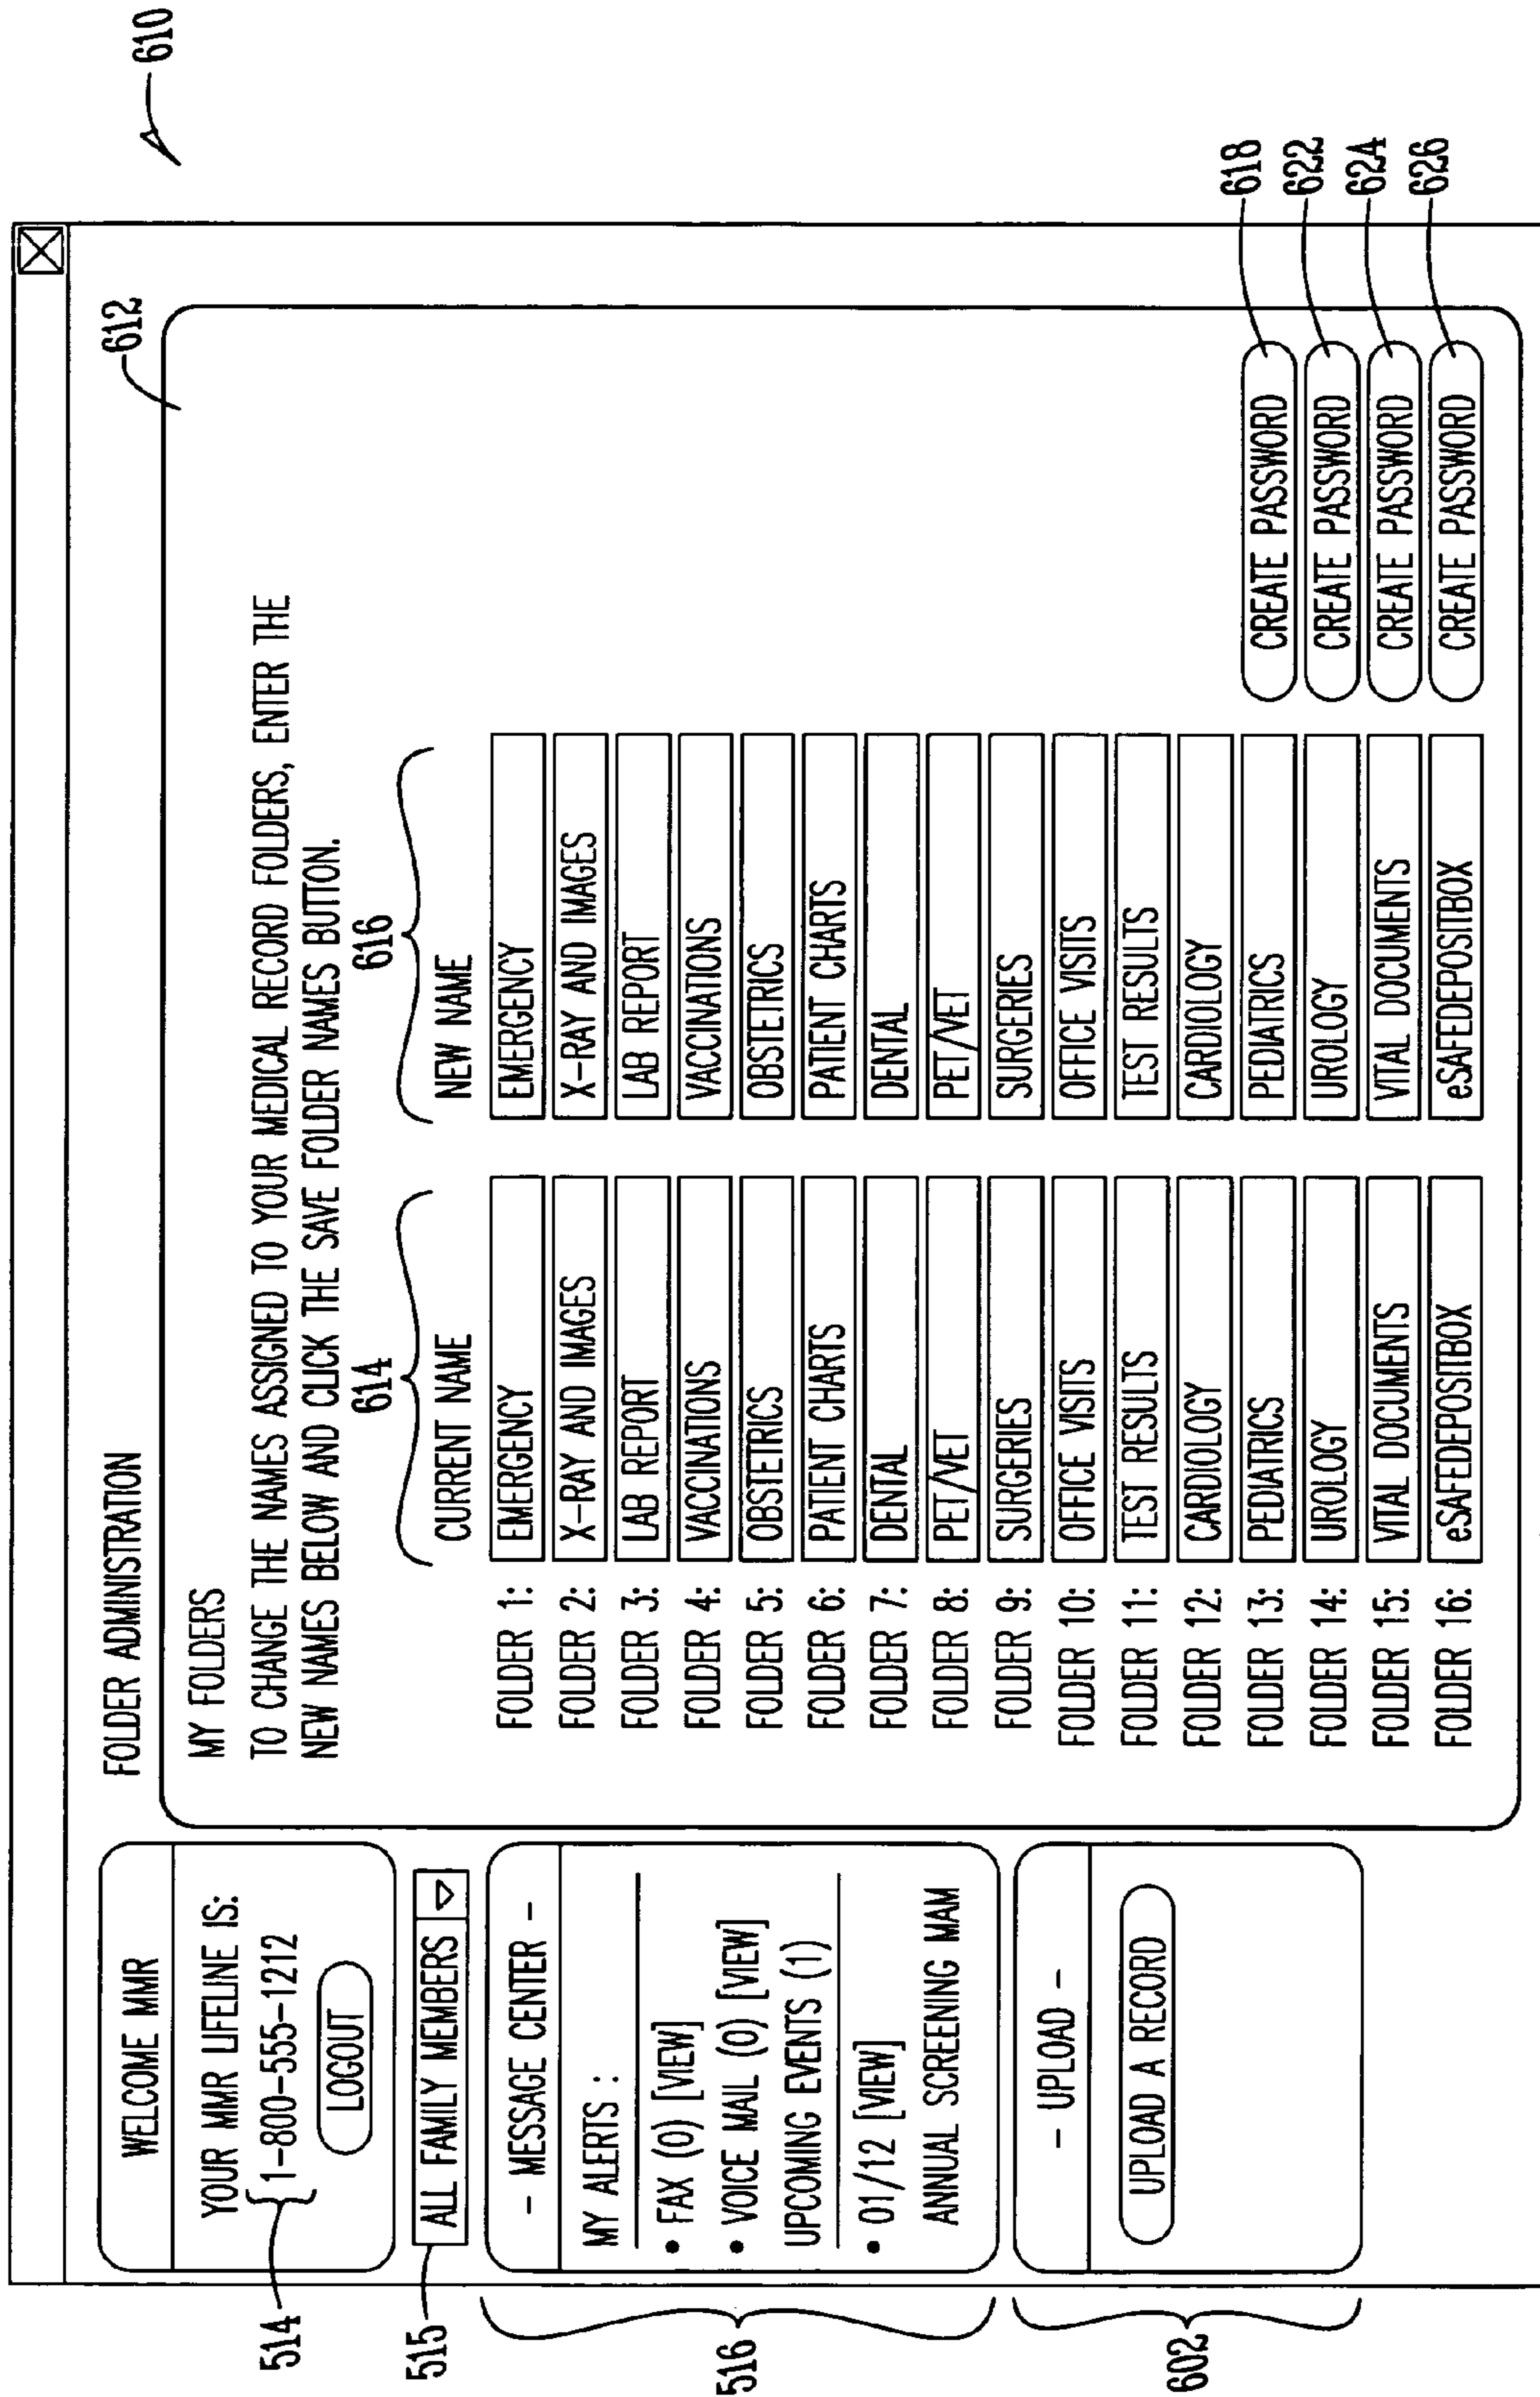 610
FOLDER ADMINISTRATION
612
WELCOME MMR
YOUR MMR LIFELINE IS:
514
1-800-555-1212
LOGOUT
515
ALL FAMILY MEMBERS
516
- MESSAGE CENTER -
MY ALERTS :
• FAX (0) [VIEW]
• VOICE MAIL (0) [VIEW]
UPCOMING EVENTS (1)
• 01/12 [VIEW]
ANNUAL SCREENING MAM
602
- UPLOAD -
UPLOAD A RECORD
MY FOLDERS
TO CHANGE THE NAMES ASSIGNED TO YOUR MEDICAL RECORD FOLDERS, ENTER THE
NEW NAMES BELOW AND CLICK THE SAVE FOLDER NAMES BUTTON.
614 616
CURRENT NAME NEW NAME
FOLDER 1: EMERGENCY EMERGENCY
FOLDER 2: X-RAY AND IMAGES X-RAY AND IMAGES
FOLDER 3: LAB REPORT LAB REPORT
FOLDER 4: VACCINATIONS VACCINATIONS
FOLDER 5: OBSTETRICS OBSTETRICS
FOLDER 6: PATIENT CHARTS PATIENT CHARTS
FOLDER 7: DENTAL DENTAL
FOLDER 8: PET/VET PET/VET
FOLDER 9: SURGERIES SURGERIES
FOLDER 10: OFFICE VISITS OFFICE VISITS
FOLDER 11: TEST RESULTS TEST RESULTS
FOLDER 12: CARDIOLOGY CARDIOLOGY
FOLDER 13: PEDIATRICS PEDIATRICS CREATE PASSWORD 618
FOLDER 14: UROLOGY UROLOGY CREATE PASSWORD 622
FOLDER 15: VITAL DOCUMENTS VITAL DOCUMENTS CREATE PASSWORD 624
FOLDER 16: eSAFEDEPOSITBOX eSAFEDEPOSITBOX CREATE PASSWORD 626